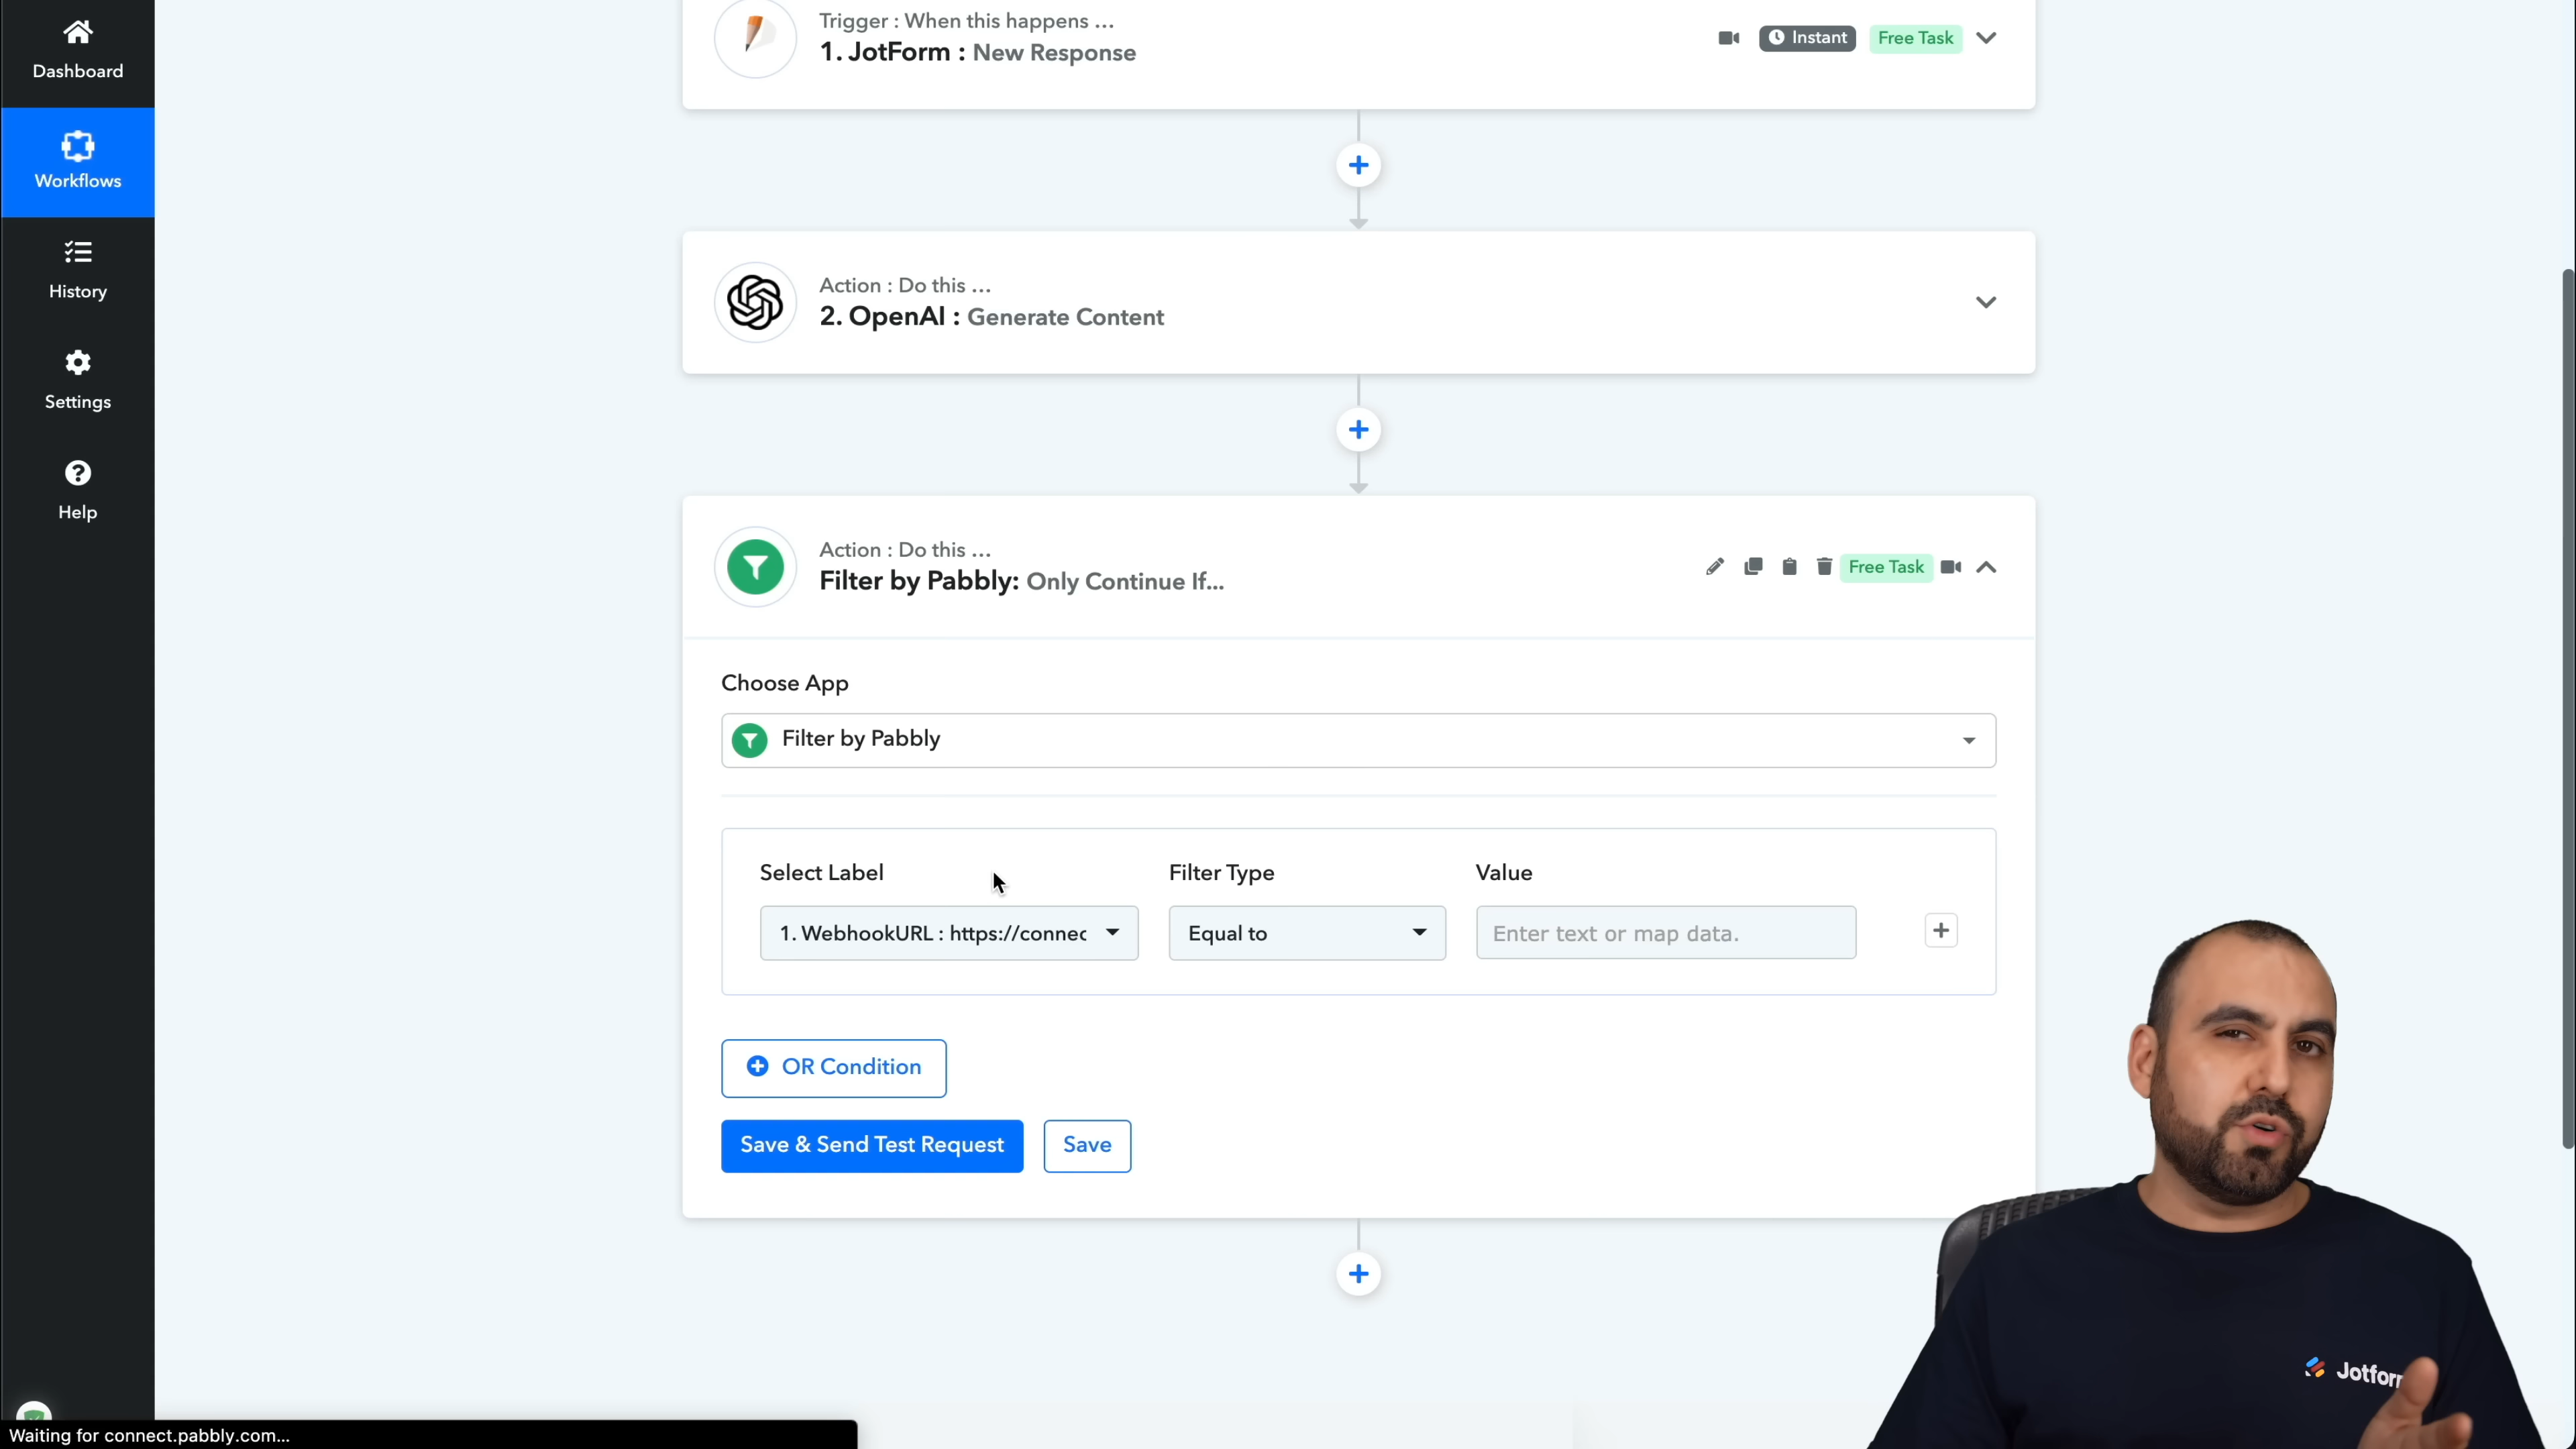 Dashboard
Workflows
History
Settings
Help
Trigger : When this happens ...
1. JotForm : New Response
Instant
Free Task
Action : Do this ...
2. OpenAI : Generate Content
Action : Do this ...
Filter by Pabbly: Only Continue If...
Free Task
Choose App
Filter by Pabbly
Select Label
Filter Type
Value
1. WebhookURL : https://connec
Equal to
Enter text or map data.
OR Condition
Save & Send Test Request
Save
Jotfor
Waiting for connect.pabbly.com...